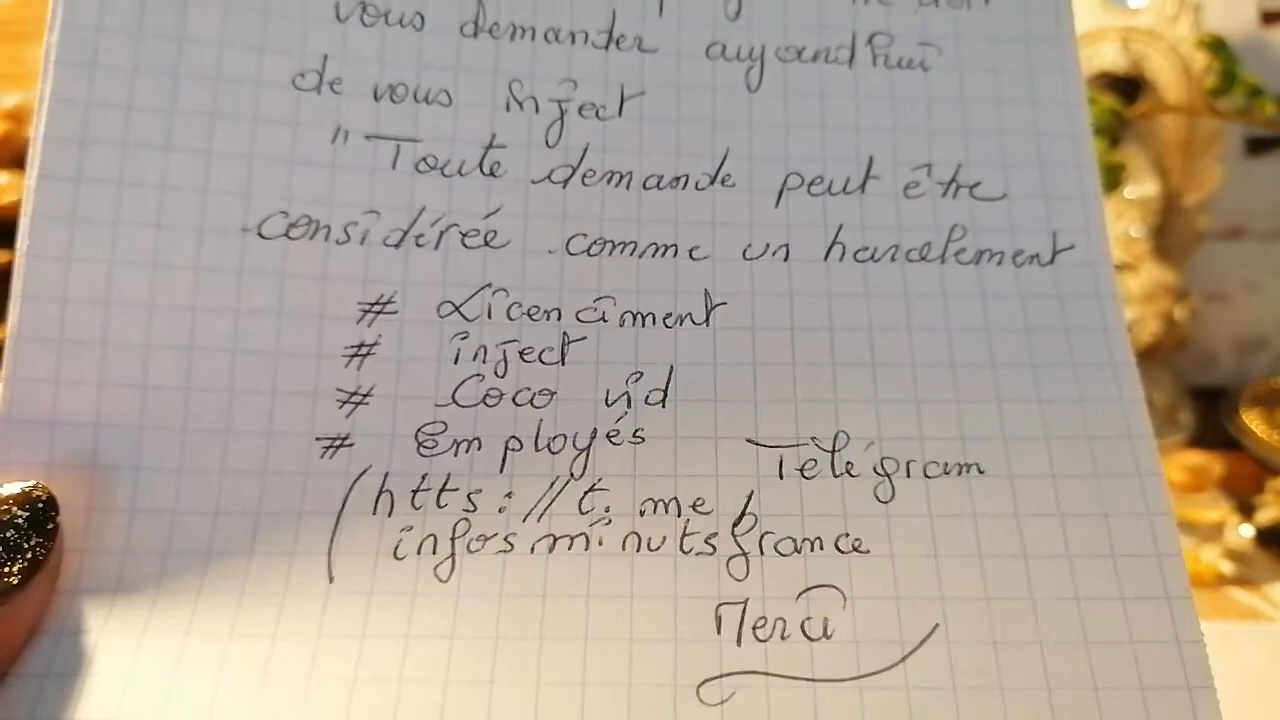 vous demander aujourd'hui
de vous inject
"Toute demande peut être
considérée comme un harcelement
# Licenciment
# inject
# Coco vid
# Employés
Télégram
htts://t.me/
infosminutsfrance
Merci